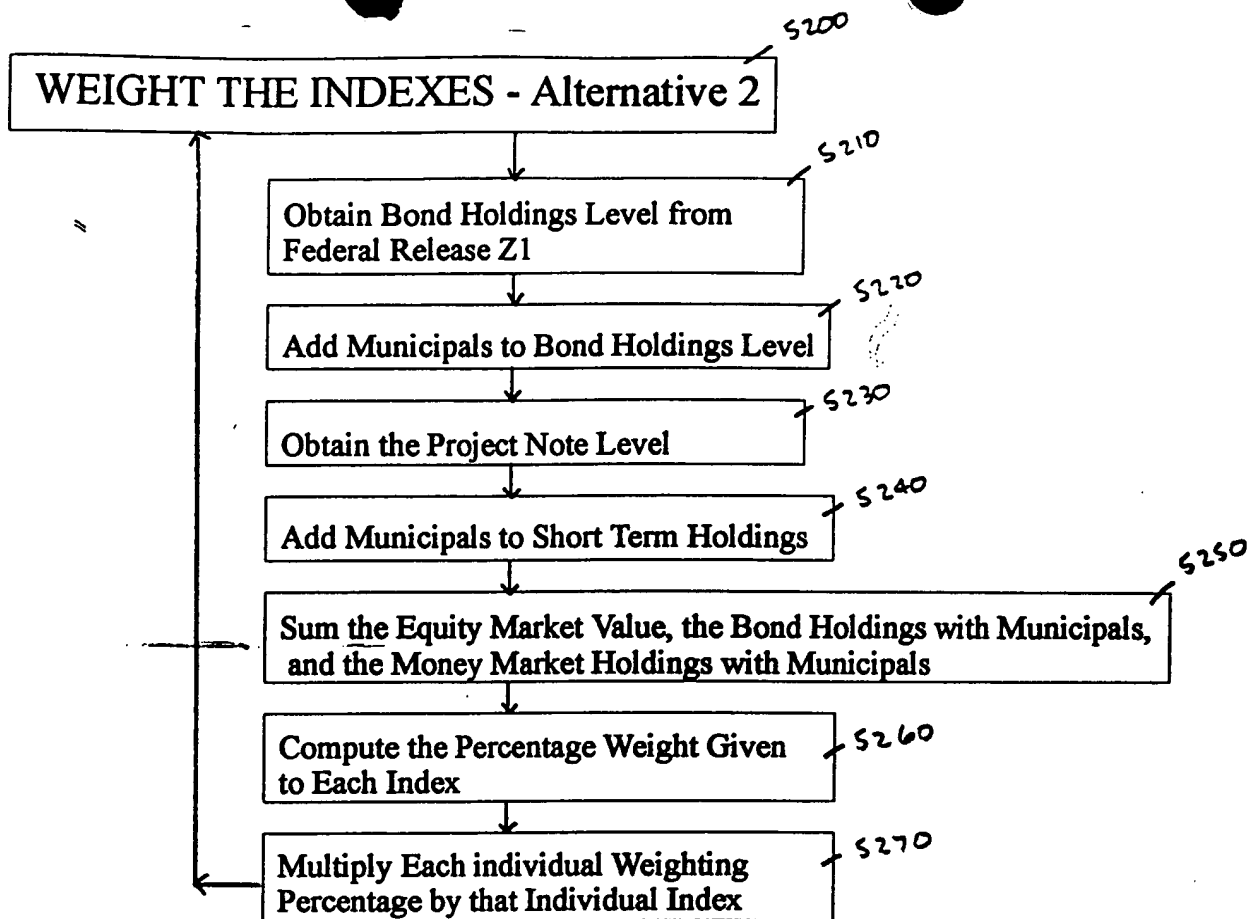 S200
WEIGHT THE INDEXES - Alternative 2
S210
Obtain Bond Holdings Level from
Federal Release Z1
S220
Add Municipals to Bond Holdings Level
S230
Obtain the Project Note Level
S240
Add Municipals to Short Term Holdings
S250
Sum the Equity Market Value, the Bond Holdings with Municipals,
and the Money Market Holdings with Municipals
S260
Compute the Percentage Weight Given
to Each Index
S270
Multiply Each individual Weighting
Percentage by that Individual Index